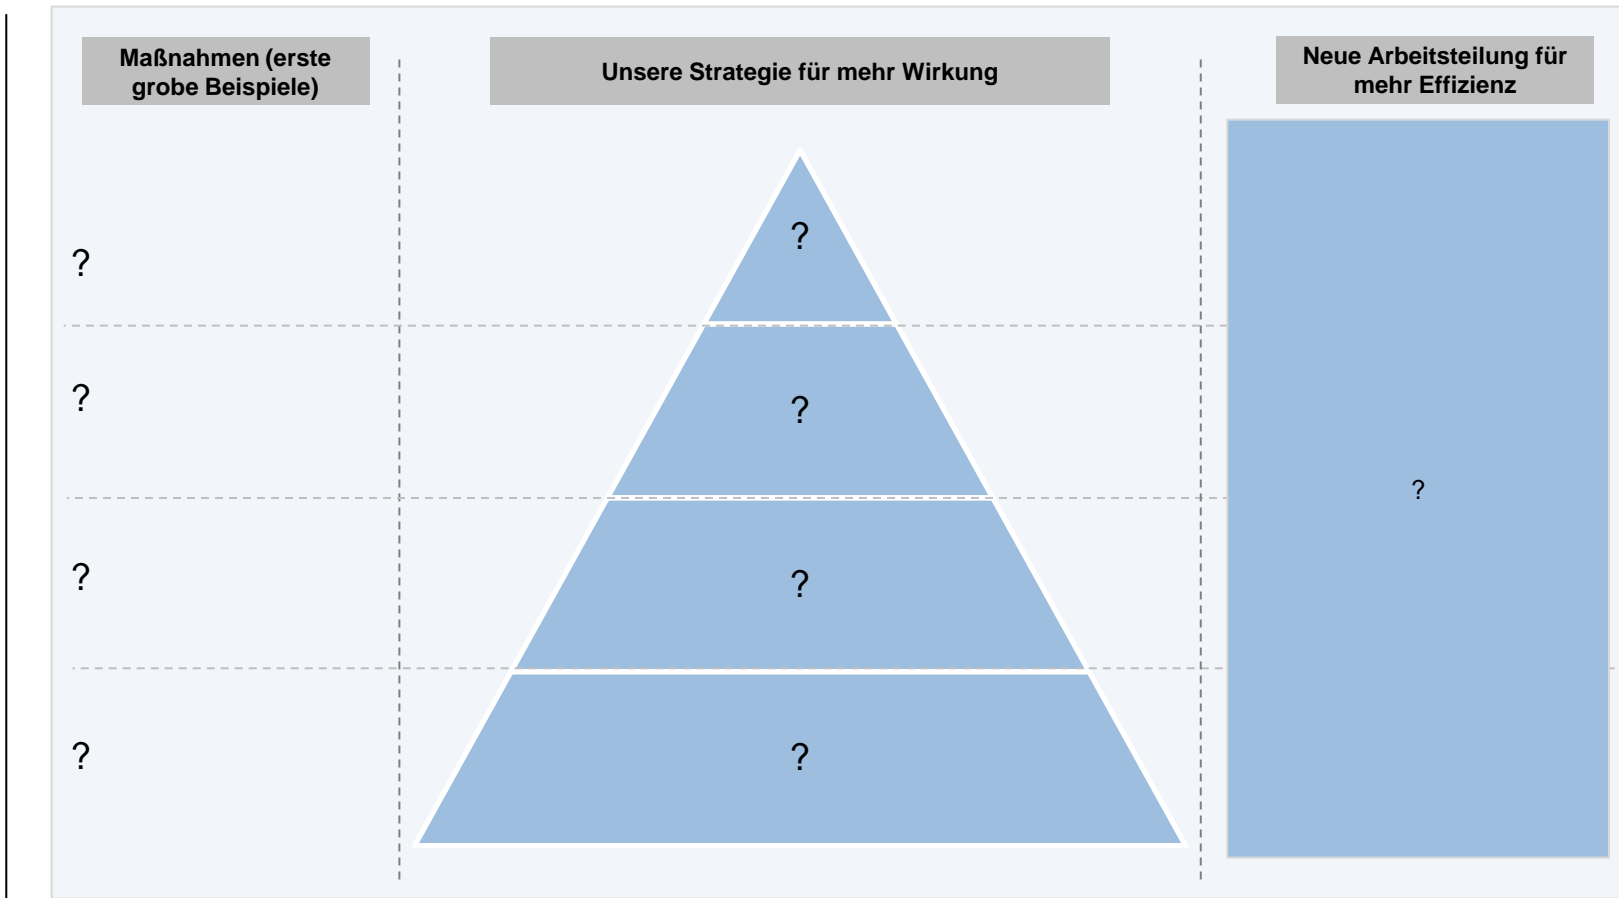 Maßnahmen (erste
grobe Beispiele)
Unsere Strategie für mehr Wirkung
Neue Arbeitsteilung für
mehr Effizienz
?
?
?
?
?
?
?
?
?